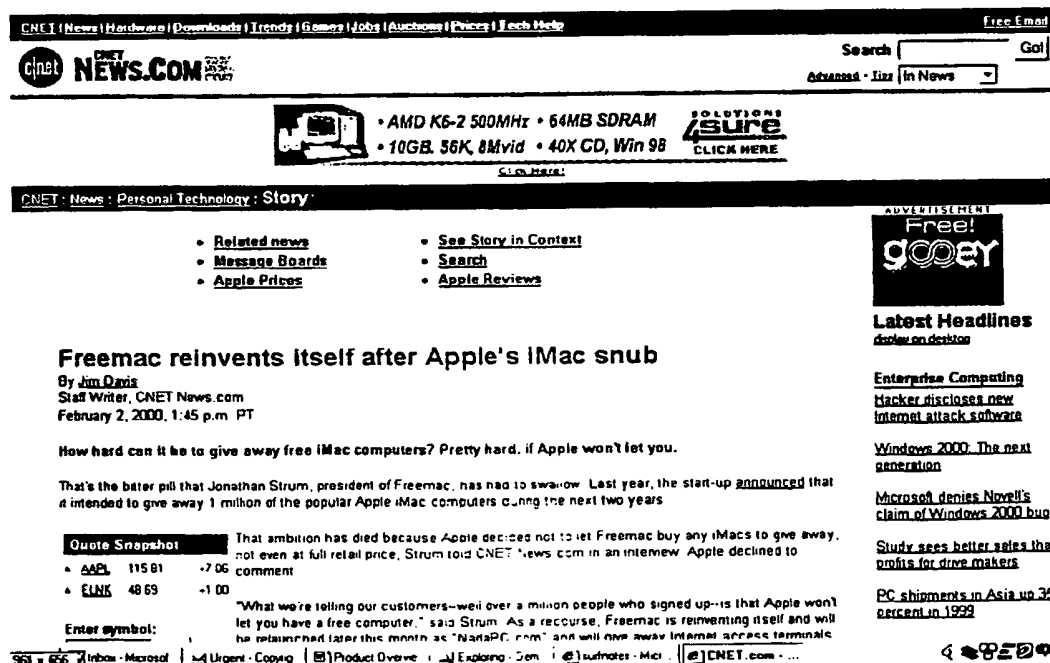 CNET | News | Hardware | Downloads | Trends | Games | Jobs | Auctions | Prices | Tech Help
Free Email
c|net CNET NEWS.COM
Search Go!
Advanced - Tips In News
• AMD K6-2 500MHz • 64MB SDRAM
• 10GB. 56K, 8Mvid • 40X CD, Win 98
SOLUTIONS
4sure
CLICK HERE
Click Here!
CNET : News : Personal Technology : Story
ADVERTISEMENT
Free!
gooey
• Related news
• Message Boards
• Apple Prices
• See Story in Context
• Search
• Apple Reviews
Freemac reinvents itself after Apple's iMac snub
By Jim Davis
Staff Writer, CNET News.com
February 2, 2000, 1:45 p.m. PT
How hard can it be to give away free iMac computers? Pretty hard, if Apple won't let you.
That's the bitter pill that Jonathan Strum, president of Freemac, has had to swallow. Last year, the start-up announced that
it intended to give away 1 million of the popular Apple iMac computers during the next two years
Quote Snapshot
AAPL 115.81 +7.06
ELNK 48.69 +1.00
Enter symbol:
That ambition has died because Apple decided not to let Freemac buy any iMacs to give away,
not even at full retail price, Strum told CNET News.com in an interview. Apple declined to
comment
"What we're telling our customers--well over a million people who signed up--is that Apple won't
let you have a free computer," said Strum. As a recourse, Freemac is reinventing itself and will
be relaunched later this month as "NadaPC.com" and will give away Internet access terminals
Latest Headlines
display on desktop
Enterprise Computing
Hacker discloses new
Internet attack software
Windows 2000: The next
generation
Microsoft denies Novell's
claim of Windows 2000 bug
Study sees better sales tha
profits for drive makers
PC shipments in Asia up 35
percent in 1999
961 x 656
Inbox - Microsof
Urgent - Copyrig
Product Overvie
Exploring - Dem
surfnotes - Micr
CNET.com - ...